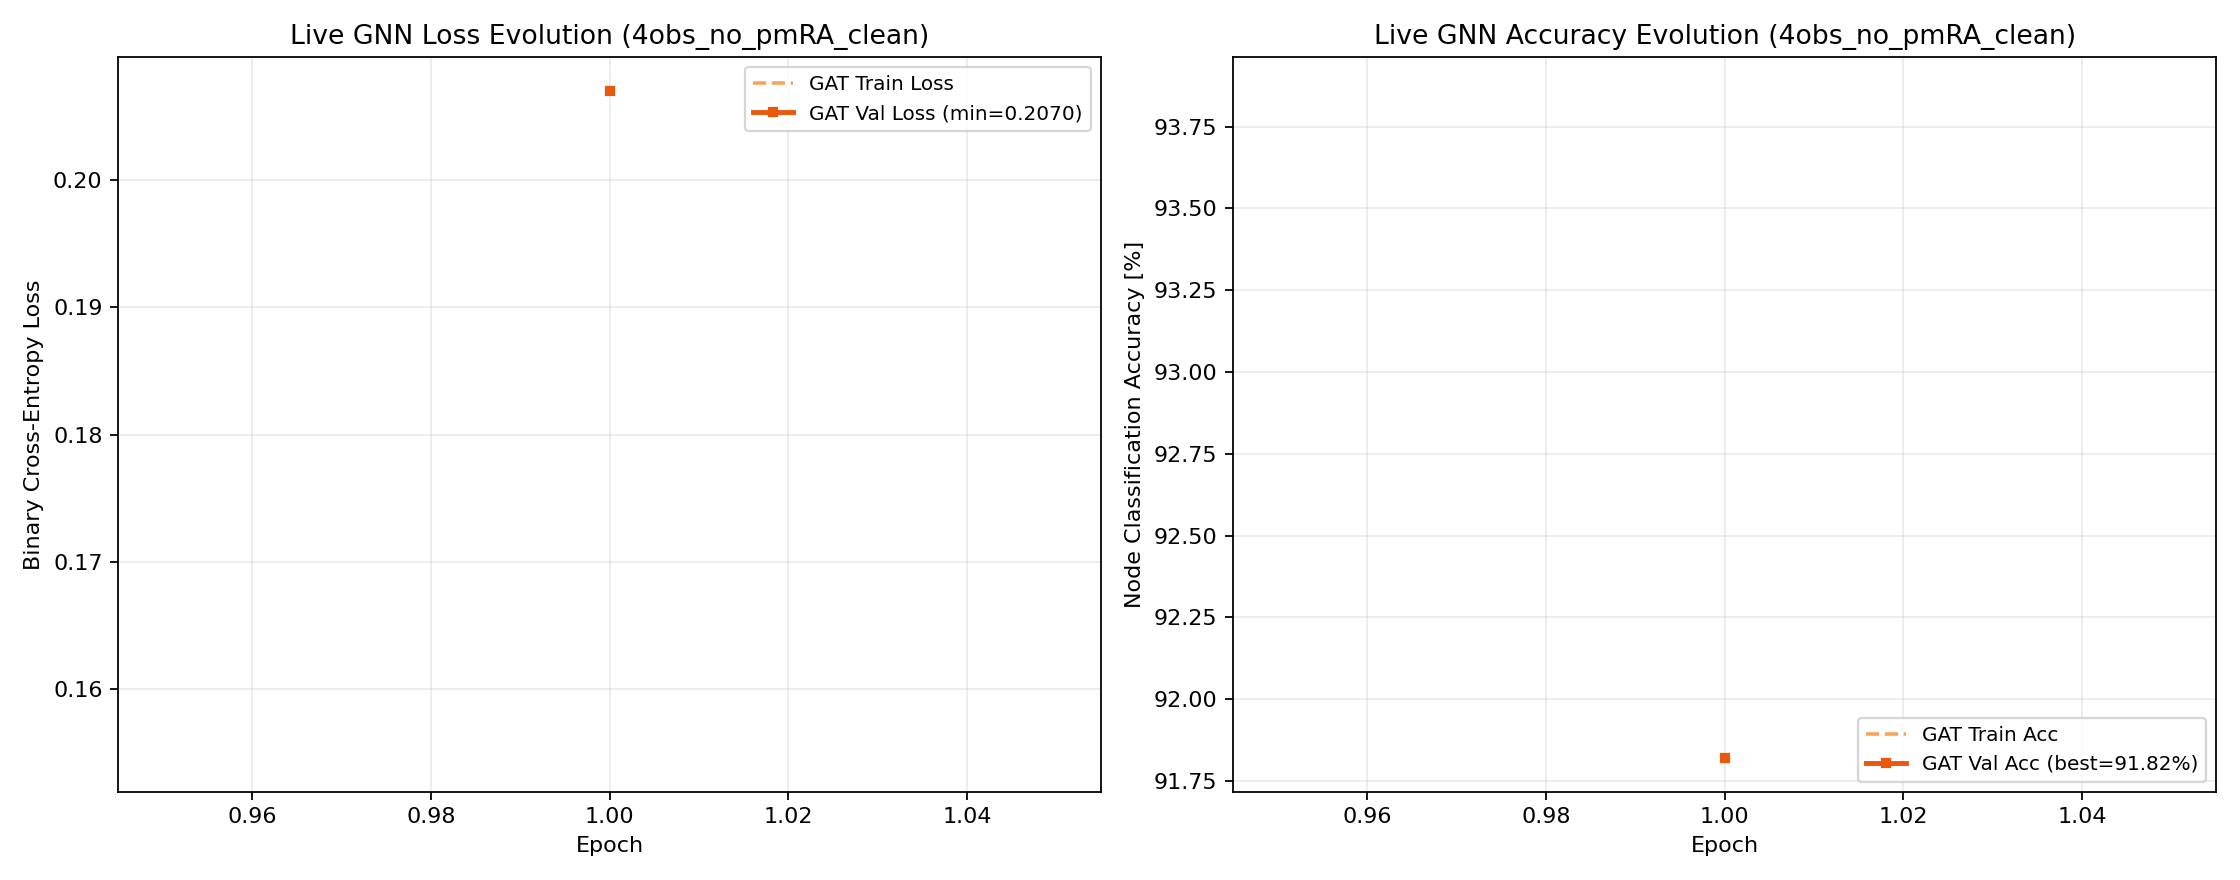 Live GNN Loss Evolution (4obs_no_pmRA_clean)
GAT Train Loss
GAT Val Loss (min=0.2070)
0.20
0.19
0.18
0.17
0.16
Binary Cross-Entropy Loss
0.96
0.98
1.00
1.02
1.04
Epoch
Live GNN Accuracy Evolution (4obs_no_pmRA_clean)
93.75
93.50
93.25
93.00
92.75
92.50
92.25
92.00
91.75
Node Classification Accuracy [%]
GAT Train Acc
GAT Val Acc (best=91.82%)
0.96
0.98
1.00
1.02
1.04
Epoch